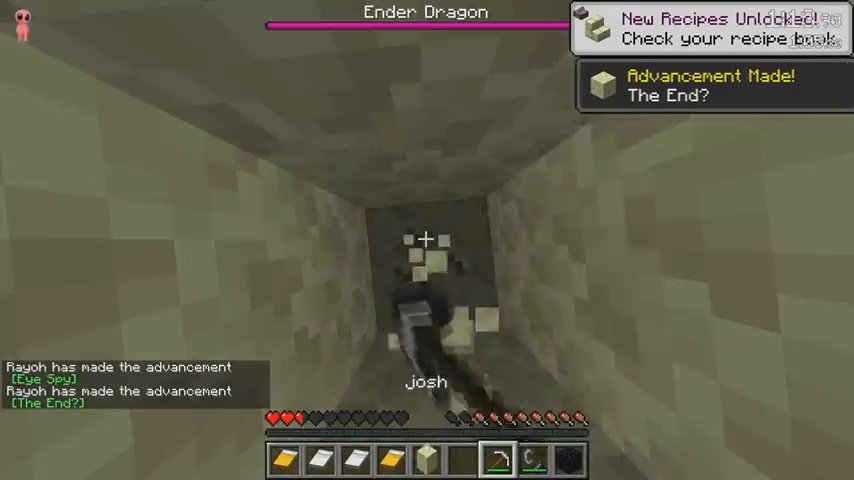 Ender Dragon
New Recipes Unlocked!
Check your recipe book
Advancement Made!
The End?
Rayoh has made the advancement
[Eye Spy]
Rayoh has made the advancement
[The End?]
josh